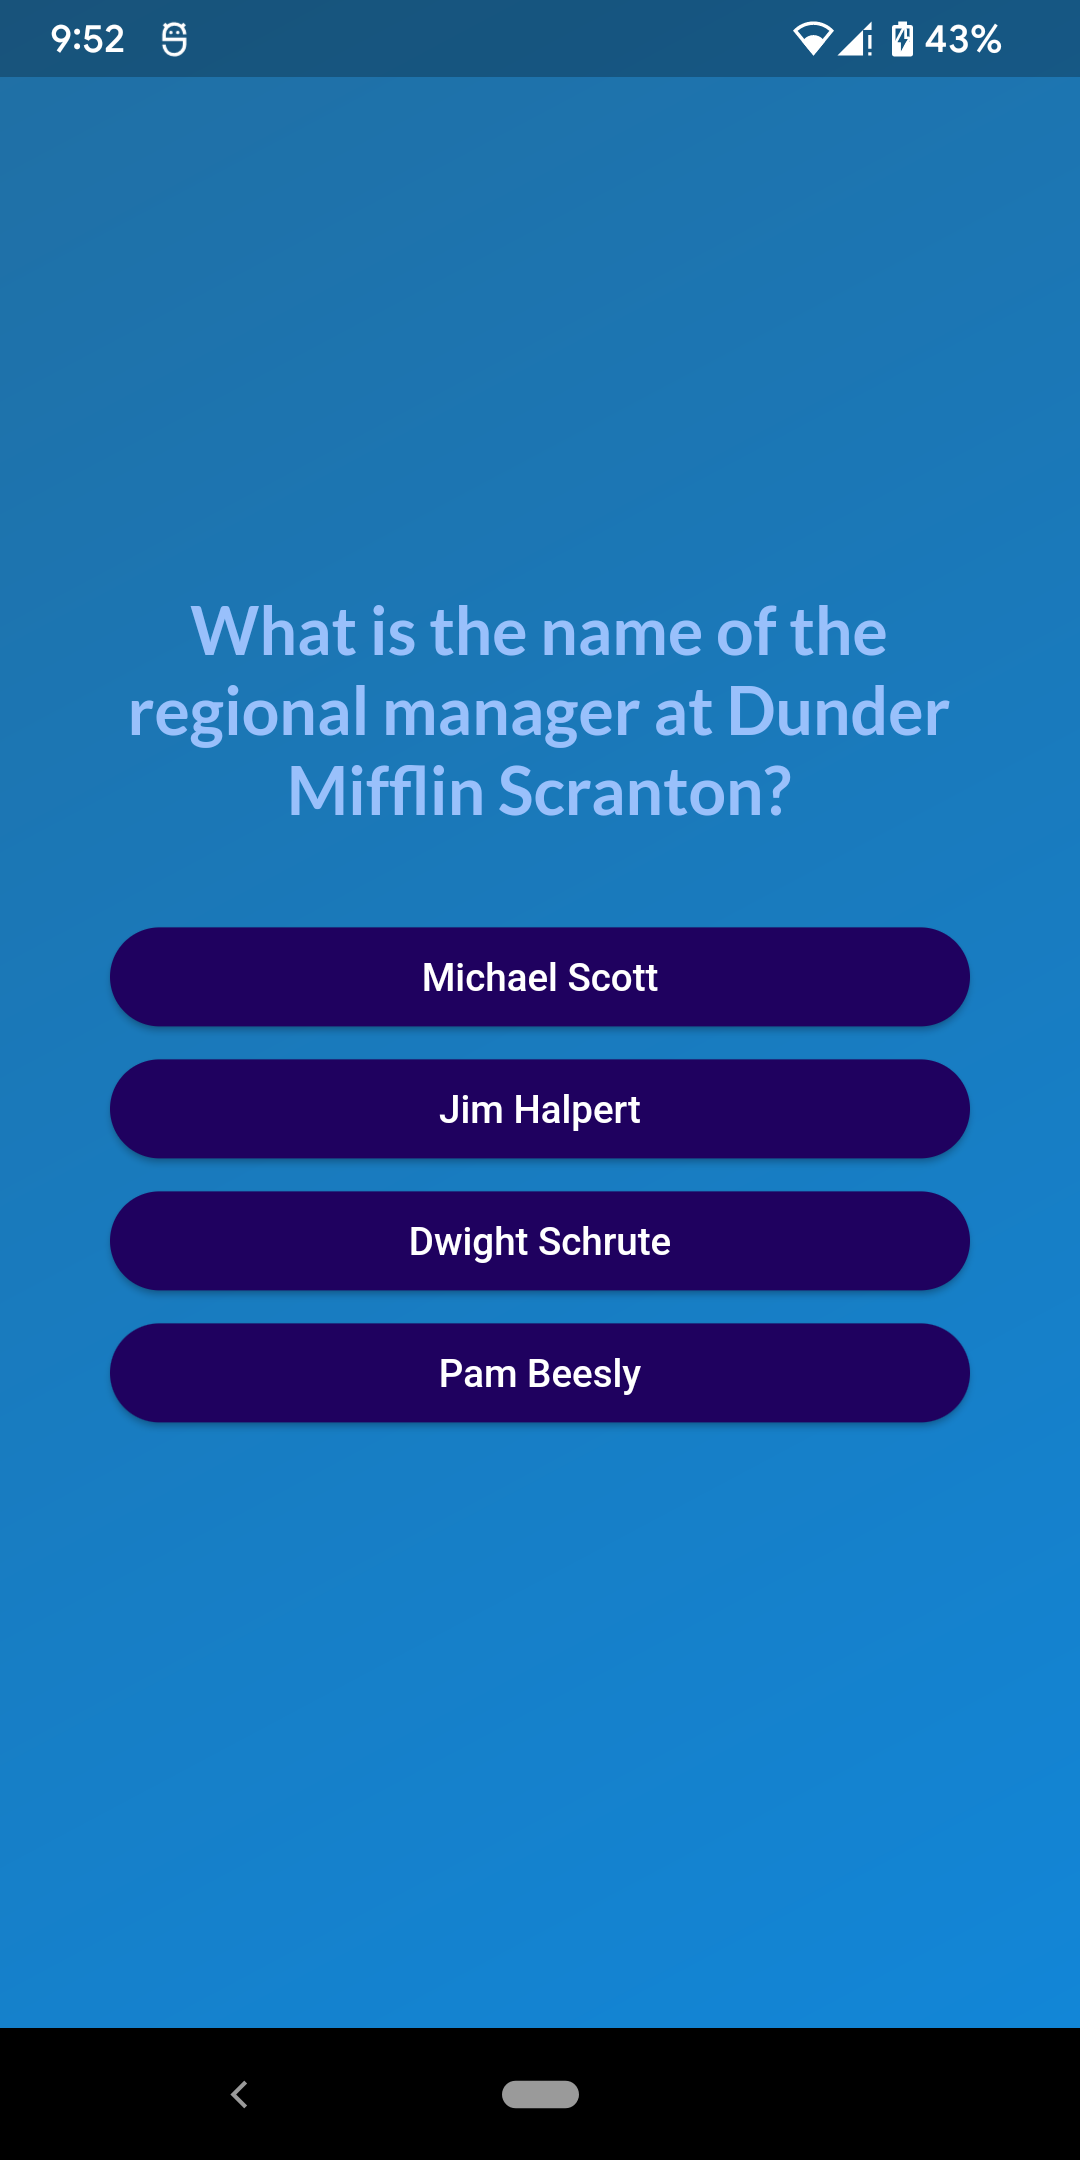 9:52 43%
What is the name of the
regional manager at Dunder
Mifflin Scranton?
Michael Scott
Jim Halpert
Dwight Schrute
Pam Beesly